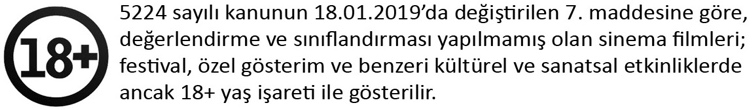 18+
5224 sayılı kanunun 18.01.2019’da değiştirilen 7. maddesine göre,
değerlendirme ve sınıflandırması yapılmamış olan sinema filmleri;
festival, özel gösterim ve benzeri kültürel ve sanatsal etkinliklerde
ancak 18+ yaş işareti ile gösterilir.